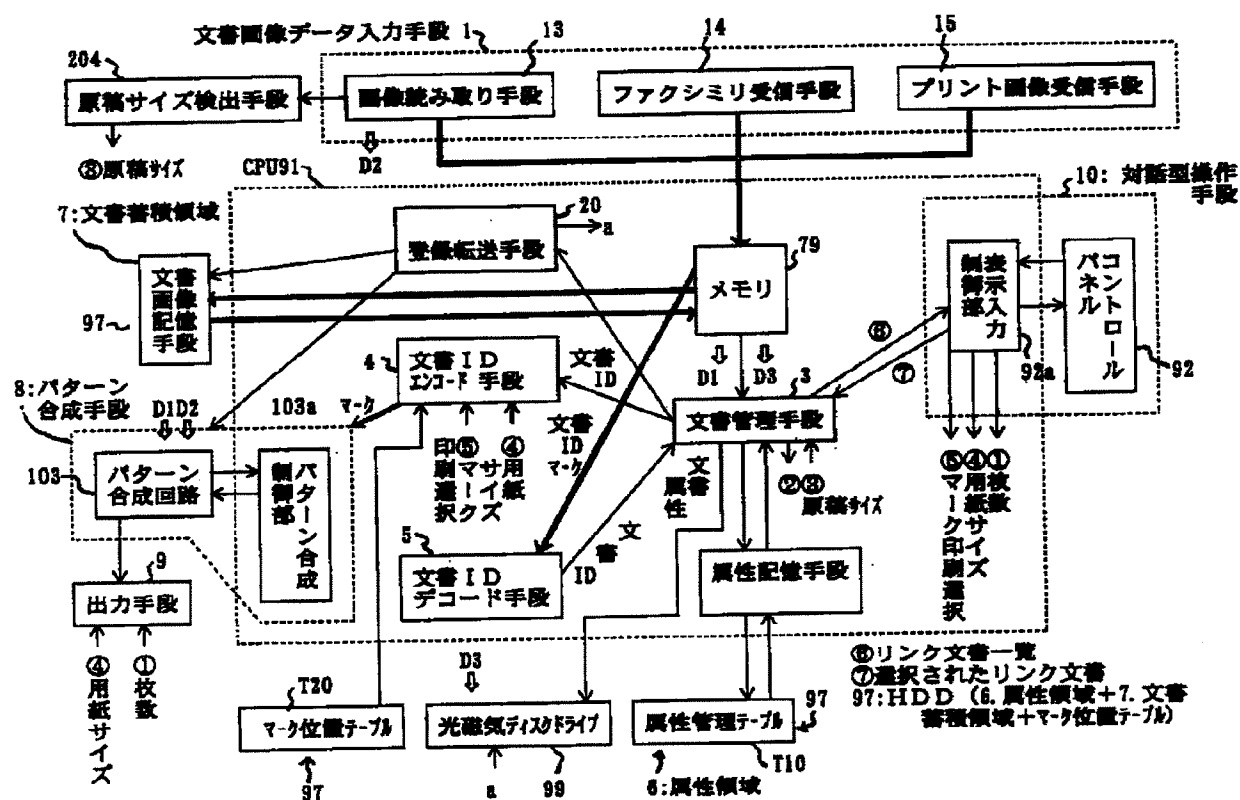 文書画像データ入力手段 1
13
14
15
204
原稿サイズ検出手段
画像読み取り手段
ファクシミリ受信手段
プリント画像受信手段
③原稿サイズ
D2
CPU91
10: 対話型操作
手段
7:文書蓄積領域
20
登録転送手段
a
79
メモリ
文書
画像
記憶
手段
97
表示入力
制御部
92a
コントロール
パネル
92
⑥
⑦
D1
D3
3
文書管理手段
4
文書ID
エンコード 手段
文書
ID
8:パターン
合成手段
D1D2
103a
マーク
103
パターン
合成回路
パターン合成
制御部
⑤マーク
印刷選択
④用紙
サイズ
文書
ID
マーク
文書
属性
②③
原稿サイズ
⑤マーク印刷選択
④用紙サイズ
①枚数
5
文書ID
デコード手段
文書
ID
属性記憶手段
9
出力手段
④用紙サイズ
①枚数
⑥リンク文書一覧
⑦選択されたリンク文書
97:HDD (6.属性領域+7.文書
蓄積領域+マーク位置テーブル)
T20
マーク位置テーブル
97
D3
光磁気ディスクドライブ
a
99
属性管理テーブル
97
T10
6:属性領域